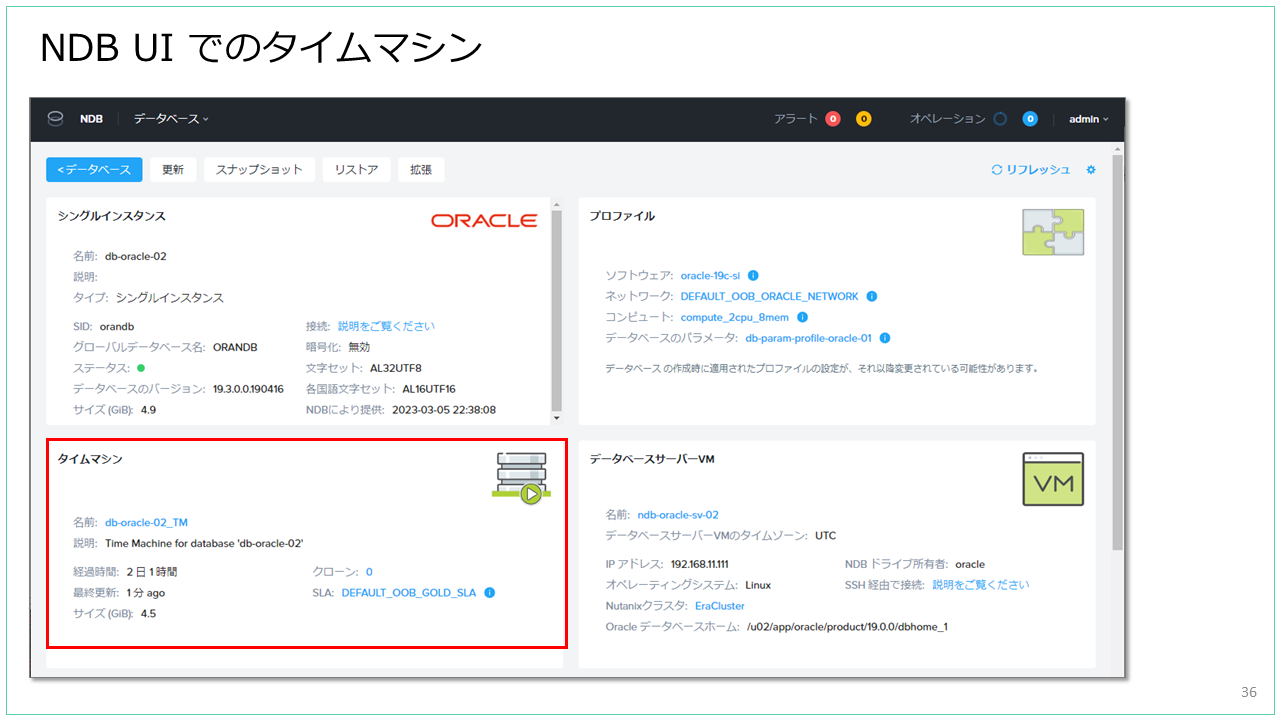 NDB UI でのタイムマシン
NDB データベース アラート 0 0 オペレーション 0 admin
<データベース 更新 スナップショット リストア 拡張 リフレッシュ
シングルインスタンス
ORACLE
名前: db-oracle-02
説明:
タイプ: シングルインスタンス
SID: orandb 接続: 説明をご覧ください
グローバルデータベース名: ORANDB 暗号化: 無効
ステータス: 文字セット: AL32UTF8
データベースのバージョン: 19.3.0.0.190416 各国語文字セット: AL16UTF16
サイズ (GiB): 4.9 NDBにより提供: 2023-03-05 22:38:08
プロファイル
ソフトウェア: oracle-19c-si
ネットワーク: DEFAULT_OOB_ORACLE_NETWORK
コンピュート: compute_2cpu_8mem
データベースのパラメータ: db-param-profile-oracle-01
データベース の作成時に適用されたプロファイルの設定が、それ以降変更されている可能性があります。
タイムマシン
名前: db-oracle-02_TM
説明: Time Machine for database 'db-oracle-02'
経過時間: 2 日 1 時間 クローン: 0
最終更新: 1 分 ago SLA: DEFAULT_OOB_GOLD_SLA
サイズ (GiB): 4.5
データベースサーバーVM
VM
名前: ndb-oracle-sv-02
データベースサーバーVMのタイムゾーン: UTC
IP アドレス: 192.168.11.111 NDB ドライブ所有者: oracle
オペレーティングシステム: Linux SSH 経由で接続: 説明をご覧ください
Nutanixクラスタ: EraCluster
Oracle データベースホーム: /u02/app/oracle/product/19.0.0/dbhome_1
36